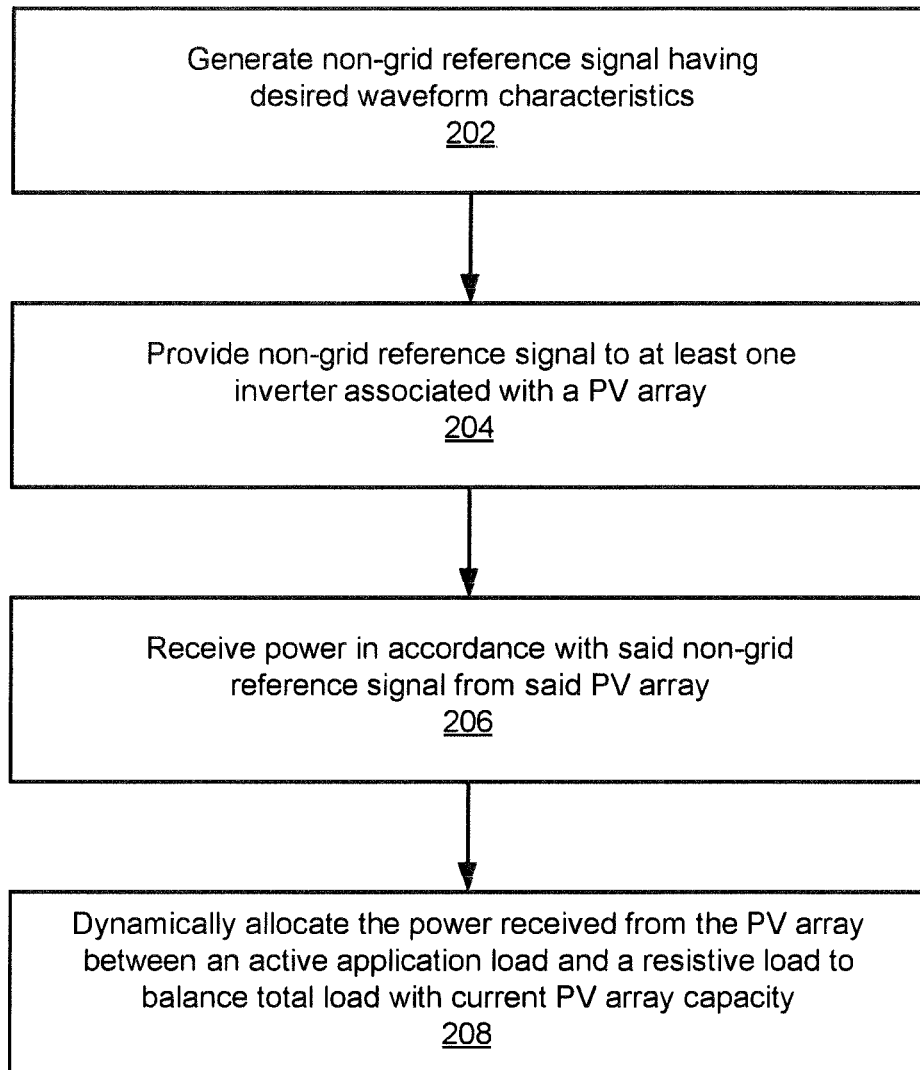 Generate non-grid reference signal having
desired waveform characteristics
202
Provide non-grid reference signal to at least one
inverter associated with a PV array
204
Receive power in accordance with said non-grid
reference signal from said PV array
206
Dynamically allocate the power received from the PV array
between an active application load and a resistive load to
balance total load with current PV array capacity
208